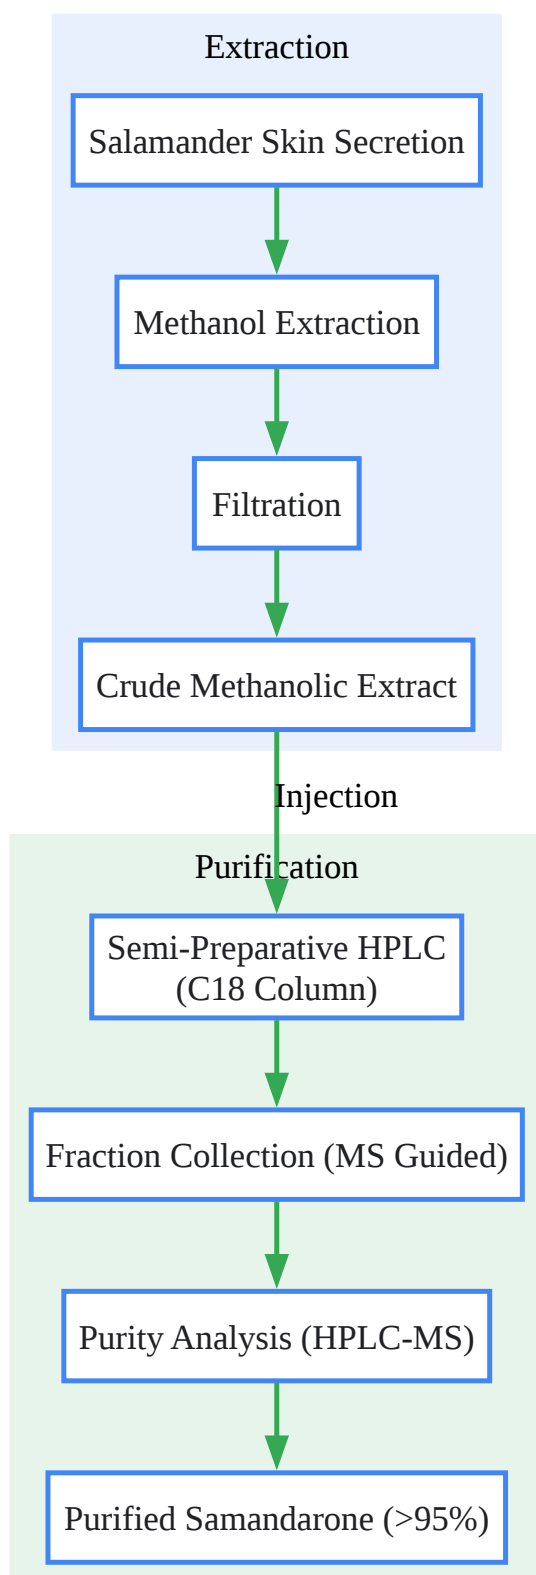 Extraction
Salamander Skin Secretion
Methanol Extraction
Filtration
Crude Methanolic Extract
Injection
Purification
Semi-Preparative HPLC
(C18 Column)
Fraction Collection (MS Guided)
Purity Analysis (HPLC-MS)
Purified Samandarone (>95%)